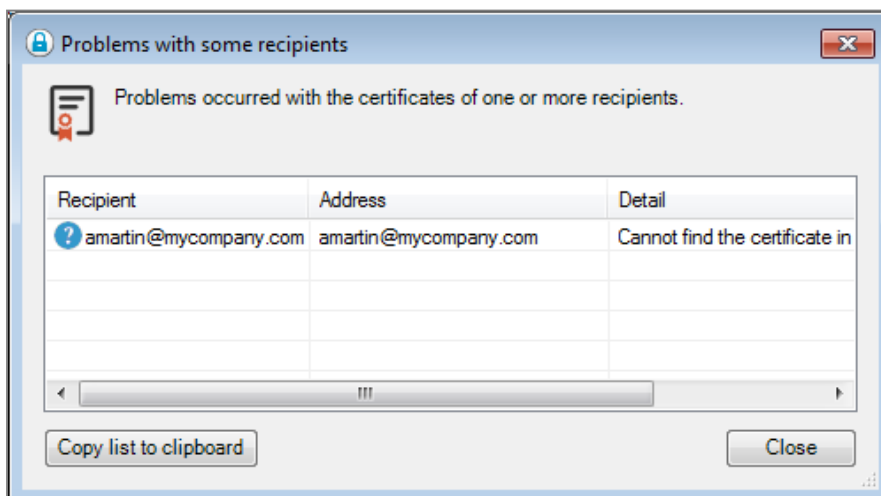 Problems with some recipients
Problems occurred with the certificates of one or more recipients.
Recipient Address Detail
amartin@mycompany.com amartin@mycompany.com Cannot find the certificate in
Copy list to clipboard Close